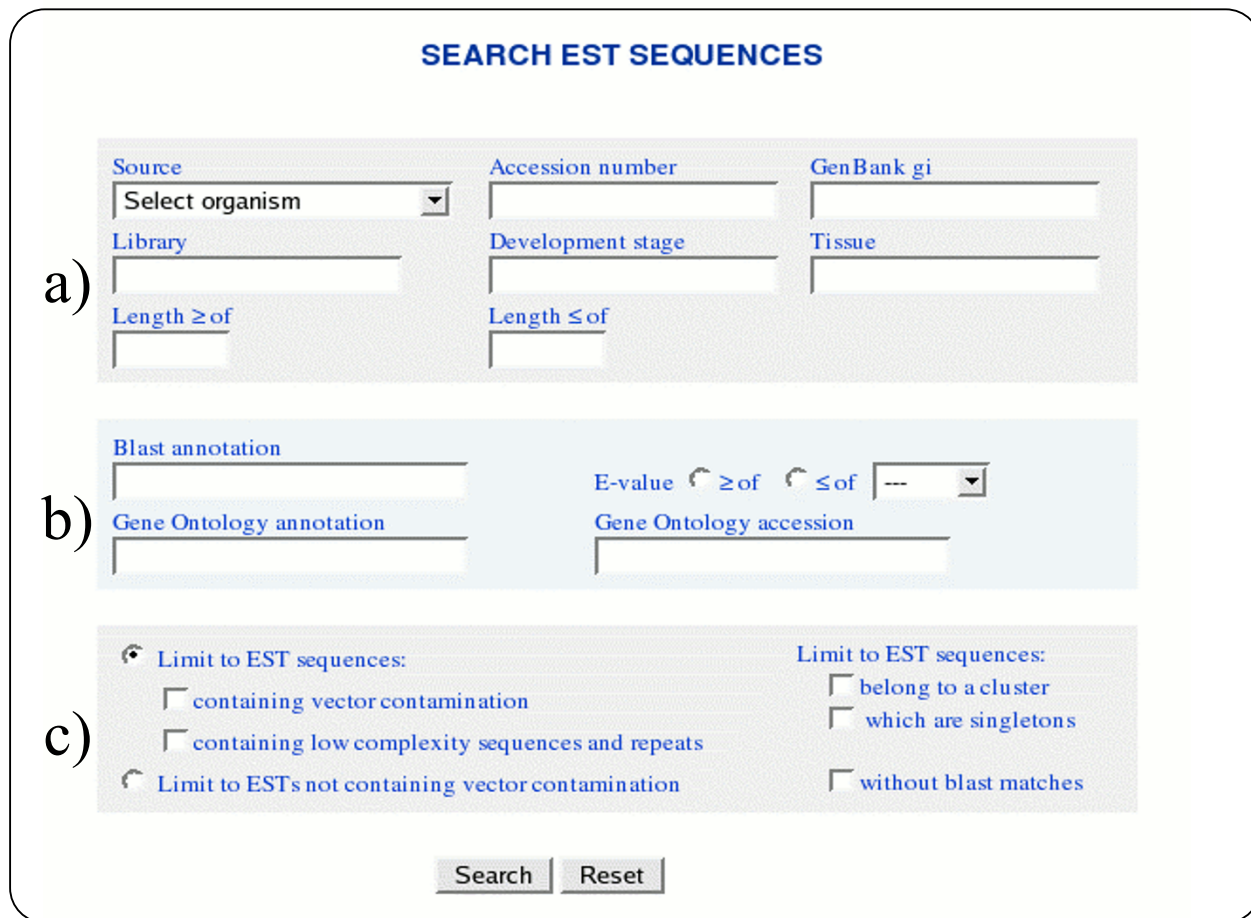 SEARCH EST SEQUENCES
a)
Source Accession number GenBank gi
Select organism
Library Development stage Tissue
Length ≥ of Length ≤ of
b)
Blast annotation
E-value ≥ of ≤ of ---
Gene Ontology annotation Gene Ontology accession
c)
Limit to EST sequences:
containing vector contamination
containing low complexity sequences and repeats
Limit to ESTs not containing vector contamination
Limit to EST sequences:
belong to a cluster
which are singletons
without blast matches
Search Reset